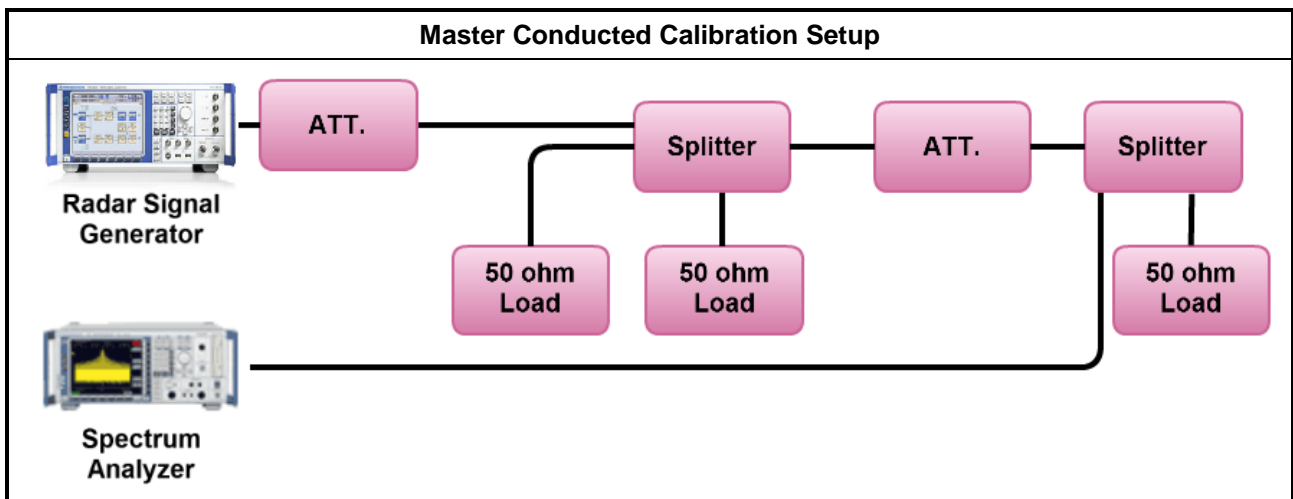 Master Conducted Calibration Setup
ATT.
Splitter
ATT.
Splitter
Radar Signal
Generator
50 ohm
Load
50 ohm
Load
50 ohm
Load
Spectrum
Analyzer